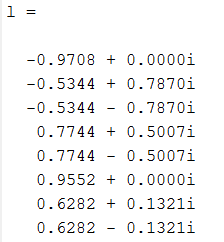 l =
-0.9708 + 0.0000i
-0.5344 + 0.7870i
-0.5344 - 0.7870i
0.7744 + 0.5007i
0.7744 - 0.5007i
0.9552 + 0.0000i
0.6282 + 0.1321i
0.6282 - 0.1321i